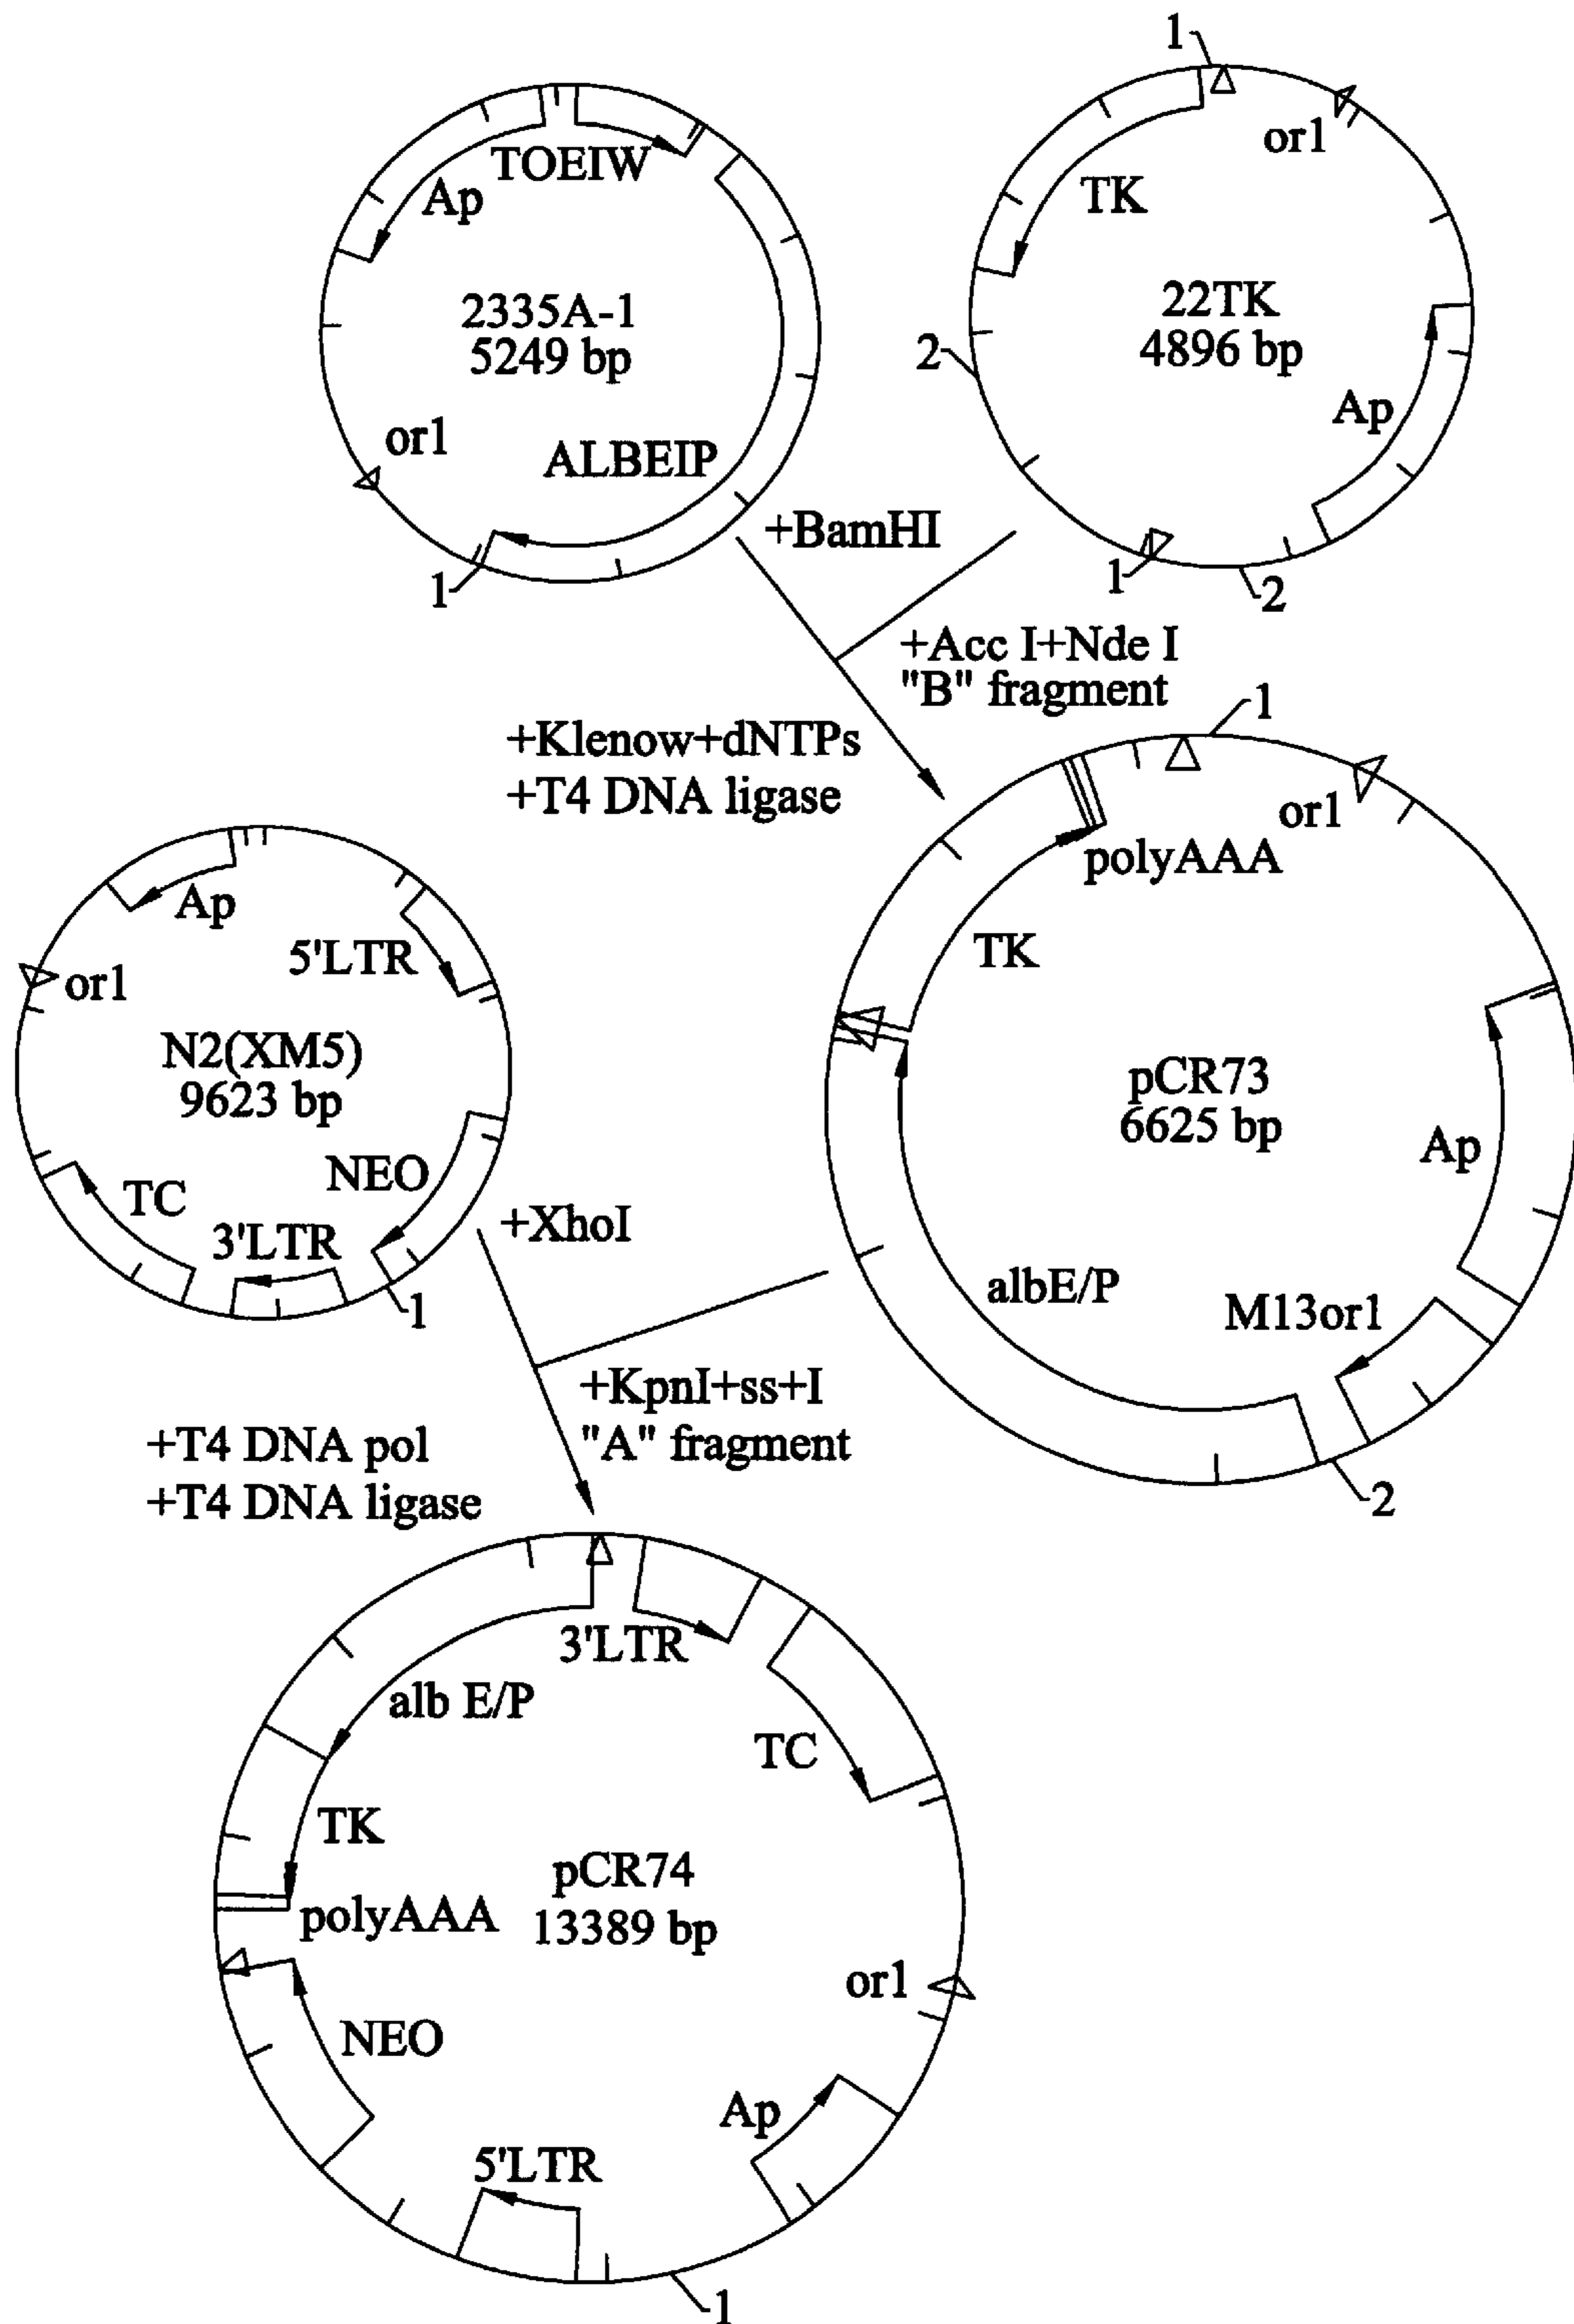 1
TOEIW
Ap
2335A-1
5249 bp
or1
ALBEIP
1
or1
TK
22TK
4896 bp
2
Ap
1
2
+BamHI
+Acc I+Nde I
"B" fragment
+Klenow+dNTPs
+T4 DNA ligase
1
or1
polyAAA
TK
pCR73
6625 bp
Ap
albE/P
M13or1
2
Ap
5'LTR
or1
N2(XM5)
9623 bp
NEO
TC
3'LTR
1
+XhoI
+KpnI+ss+I
"A" fragment
+T4 DNA pol
+T4 DNA ligase
3'LTR
alb E/P
TC
TK
pCR74
13389 bp
polyAAA
or1
NEO
Ap
5'LTR
1